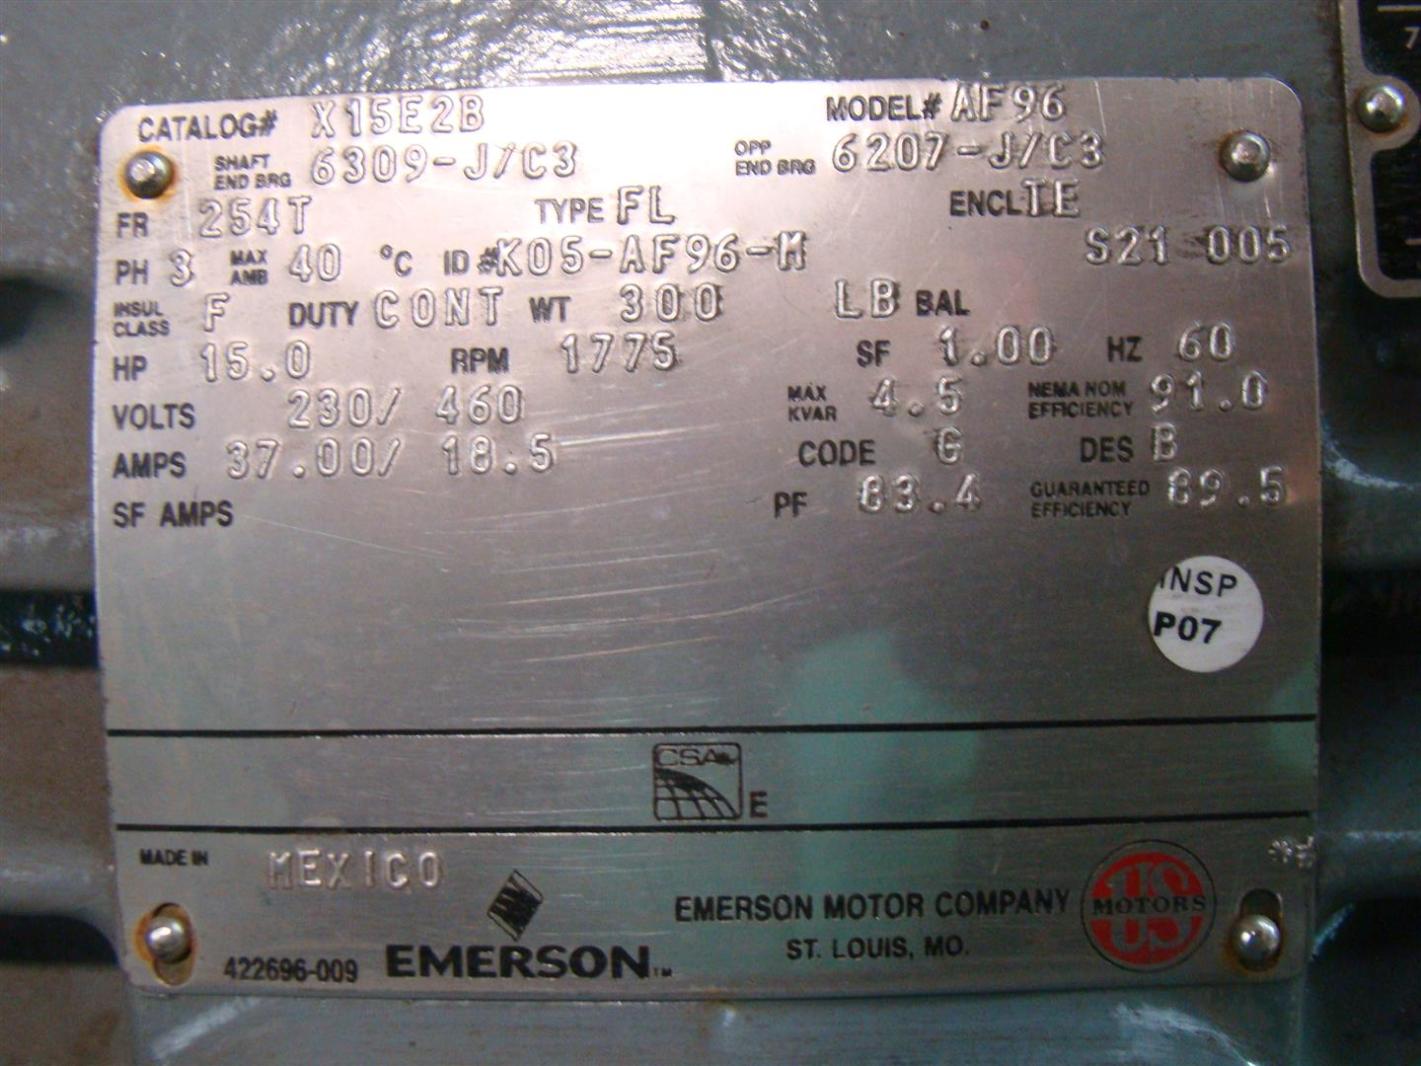 CATALOG# X15E2B MODEL# AF96
SHAFT END BRG 6309-J/C3 OPP END BRG 6207-J/C3
FR 254T TYPE FL ENCL TE
PH 3 MAX AMB 40 °C ID# K05-AF96-M S21 005
INSUL CLASS F DUTY CONT WT 300 LB BAL
HP 15.0 RPM 1775 SF 1.00 HZ 60
VOLTS 230/ 460 MAX KVAR 4.5 NEMA NOM EFFICIENCY 91.0
AMPS 37.00/ 18.5 CODE G DES B
SF AMPS PF 83.4 GUARANTEED EFFICIENCY 89.5
INSP
P07
CSA
E
MADE IN MEXICO
422696-009 EMERSON™
EMERSON MOTOR COMPANY
ST. LOUIS, MO.
US MOTORS
7